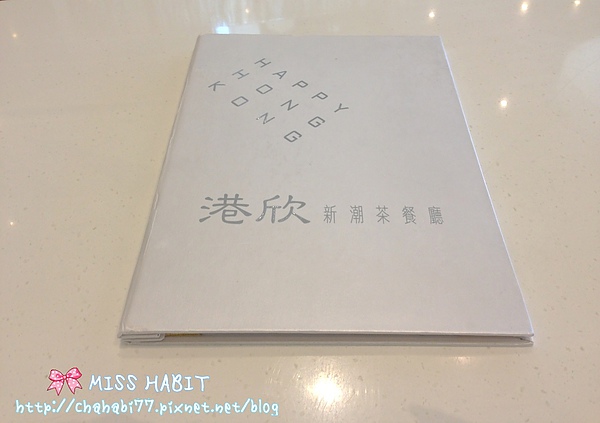 HAPPY
HONG
KONG
港欣 新潮茶餐廳
MISS HABIT
http://chahabi77.pixnet.net/blog